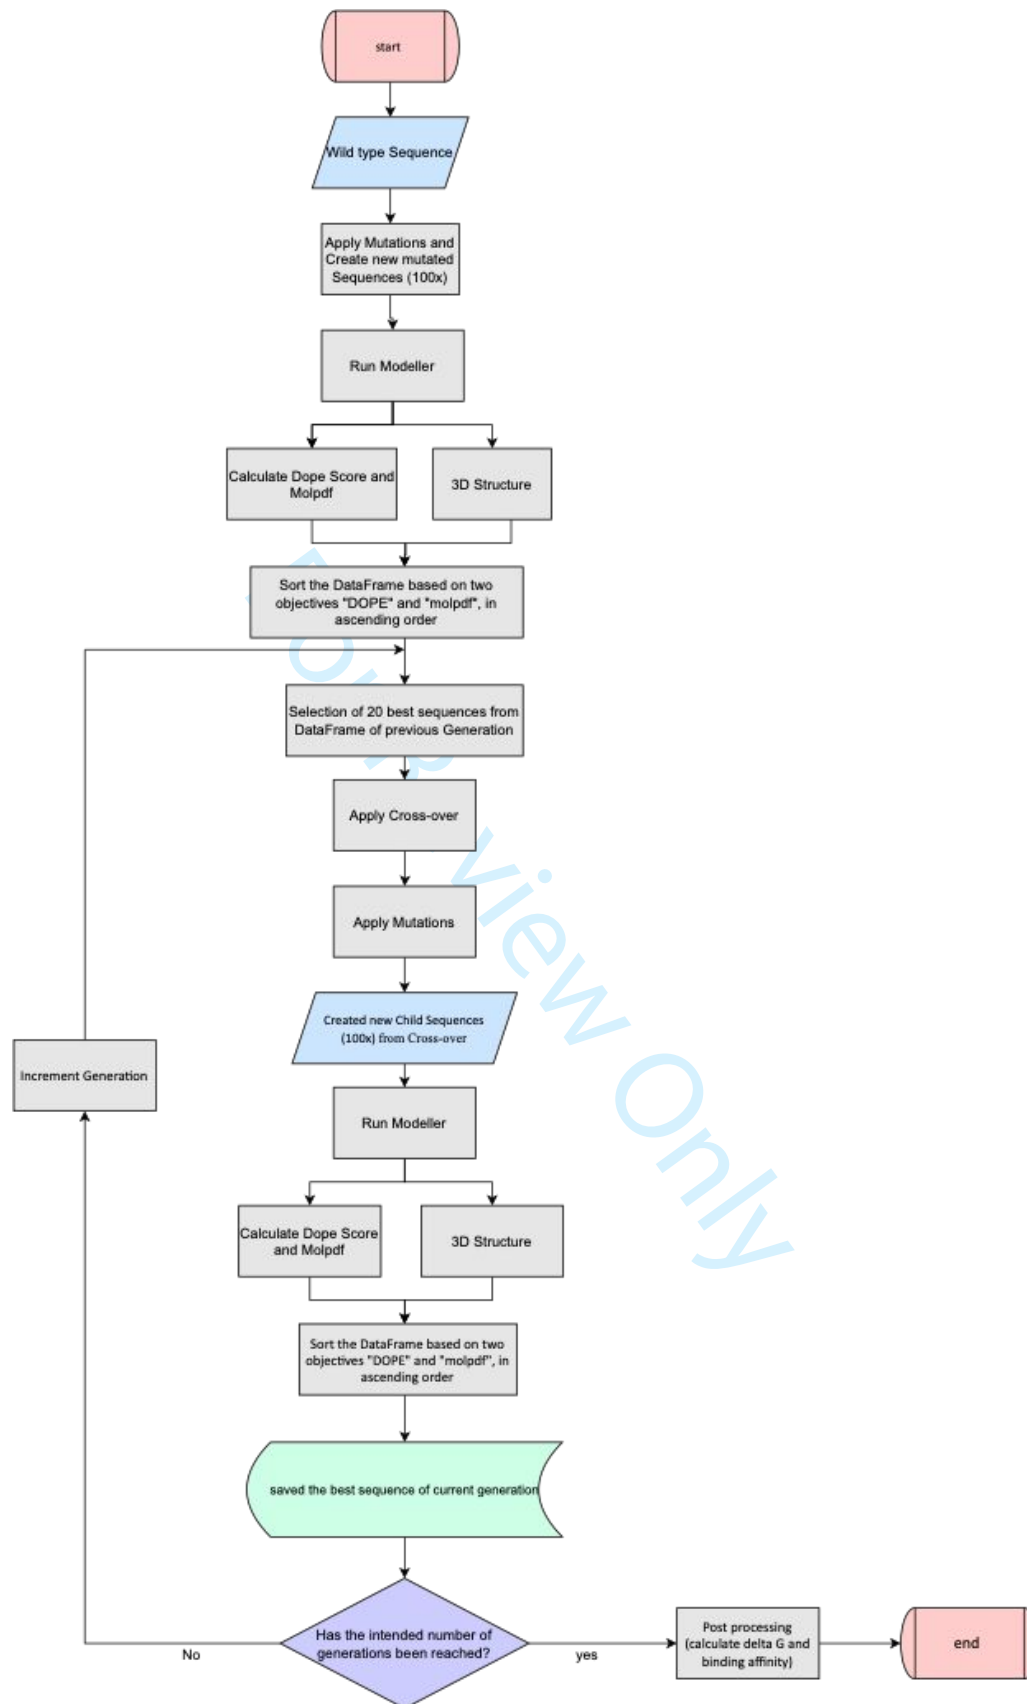 start
Wild type Sequence
Apply Mutations and
Create new mutated
Sequences (100x)
Run Modeller
Calculate Dope Score and
Molpdf
3D Structure
Sort the DataFrame based on two
objectives "DOPE" and "molpdf", in
ascending order
Selection of 20 best sequences from
DataFrame of previous Generation
Apply Cross-over
Apply Mutations
Created new Child Sequences
(100x) from Cross-over
Increment Generation
Run Modeller
Calculate Dope Score
and Molpdf
3D Structure
Sort the DataFrame based on two
objectives "DOPE" and "molpdf", in
ascending order
saved the best sequence of current generation
Has the intended number of
generations been reached?
No
yes
Post processing
(calculate delta G and
binding affinity)
end
view Only